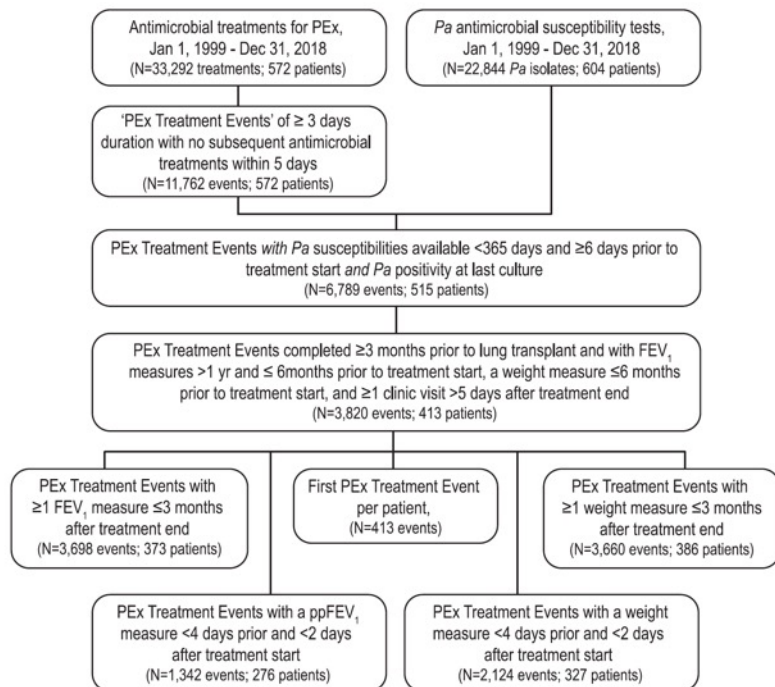 Antimicrobial treatments for PEx,
Jan 1, 1999 - Dec 31, 2018
(N=33,292 treatments; 572 patients)
Pa antimicrobial susceptibility tests,
Jan 1, 1999 - Dec 31, 2018
(N=22,844 Pa isolates; 604 patients)
‘PEx Treatment Events’ of ≥ 3 days
duration with no subsequent antimicrobial
treatments within 5 days
(N=11,762 events; 572 patients)
PEx Treatment Events with Pa susceptibilities available <365 days and ≥6 days prior to
treatment start and Pa positivity at last culture
(N=6,789 events; 515 patients)
PEx Treatment Events completed ≥3 months prior to lung transplant and with FEV₁
measures >1 yr and ≤ 6months prior to treatment start, a weight measure ≤6 months
prior to treatment start, and ≥1 clinic visit >5 days after treatment end
(N=3,820 events; 413 patients)
PEx Treatment Events with
≥1 FEV₁ measure ≤3 months
after treatment end
(N=3,698 events; 373 patients)
First PEx Treatment Event
per patient,
(N=413 events)
PEx Treatment Events with
≥1 weight measure ≤3 months
after treatment end
(N=3,660 events; 386 patients)
PEx Treatment Events with a ppFEV₁
measure <4 days prior and <2 days
after treatment start
(N=1,342 events; 276 patients)
PEx Treatment Events with a weight
measure <4 days prior and <2 days
after treatment start
(N=2,124 events; 327 patients)